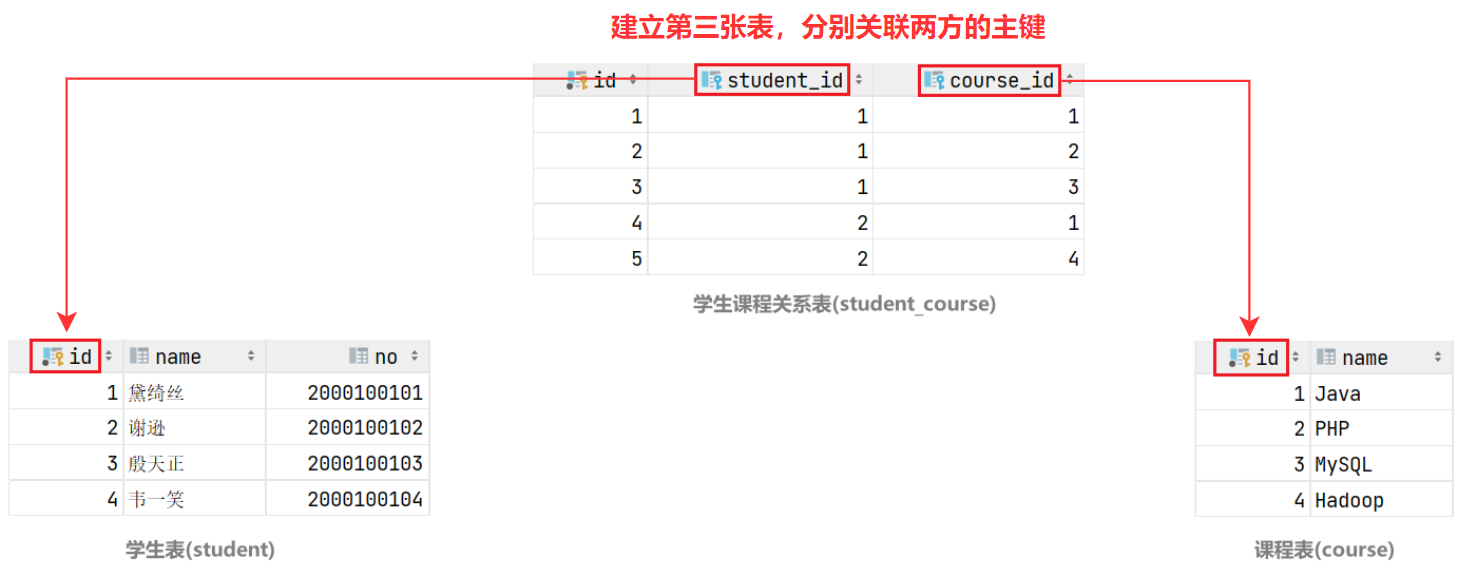 建立第三张表，分别关联两方的主键
id student_id course_id
1 1 1
2 1 2
3 1 3
4 2 1
5 2 4
学生课程关系表(student_course)
id name no
1 黛绮丝 2000100101
2 谢逊 2000100102
3 殷天正 2000100103
4 韦一笑 2000100104
学生表(student)
id name
1 Java
2 PHP
3 MySQL
4 Hadoop
课程表(course)